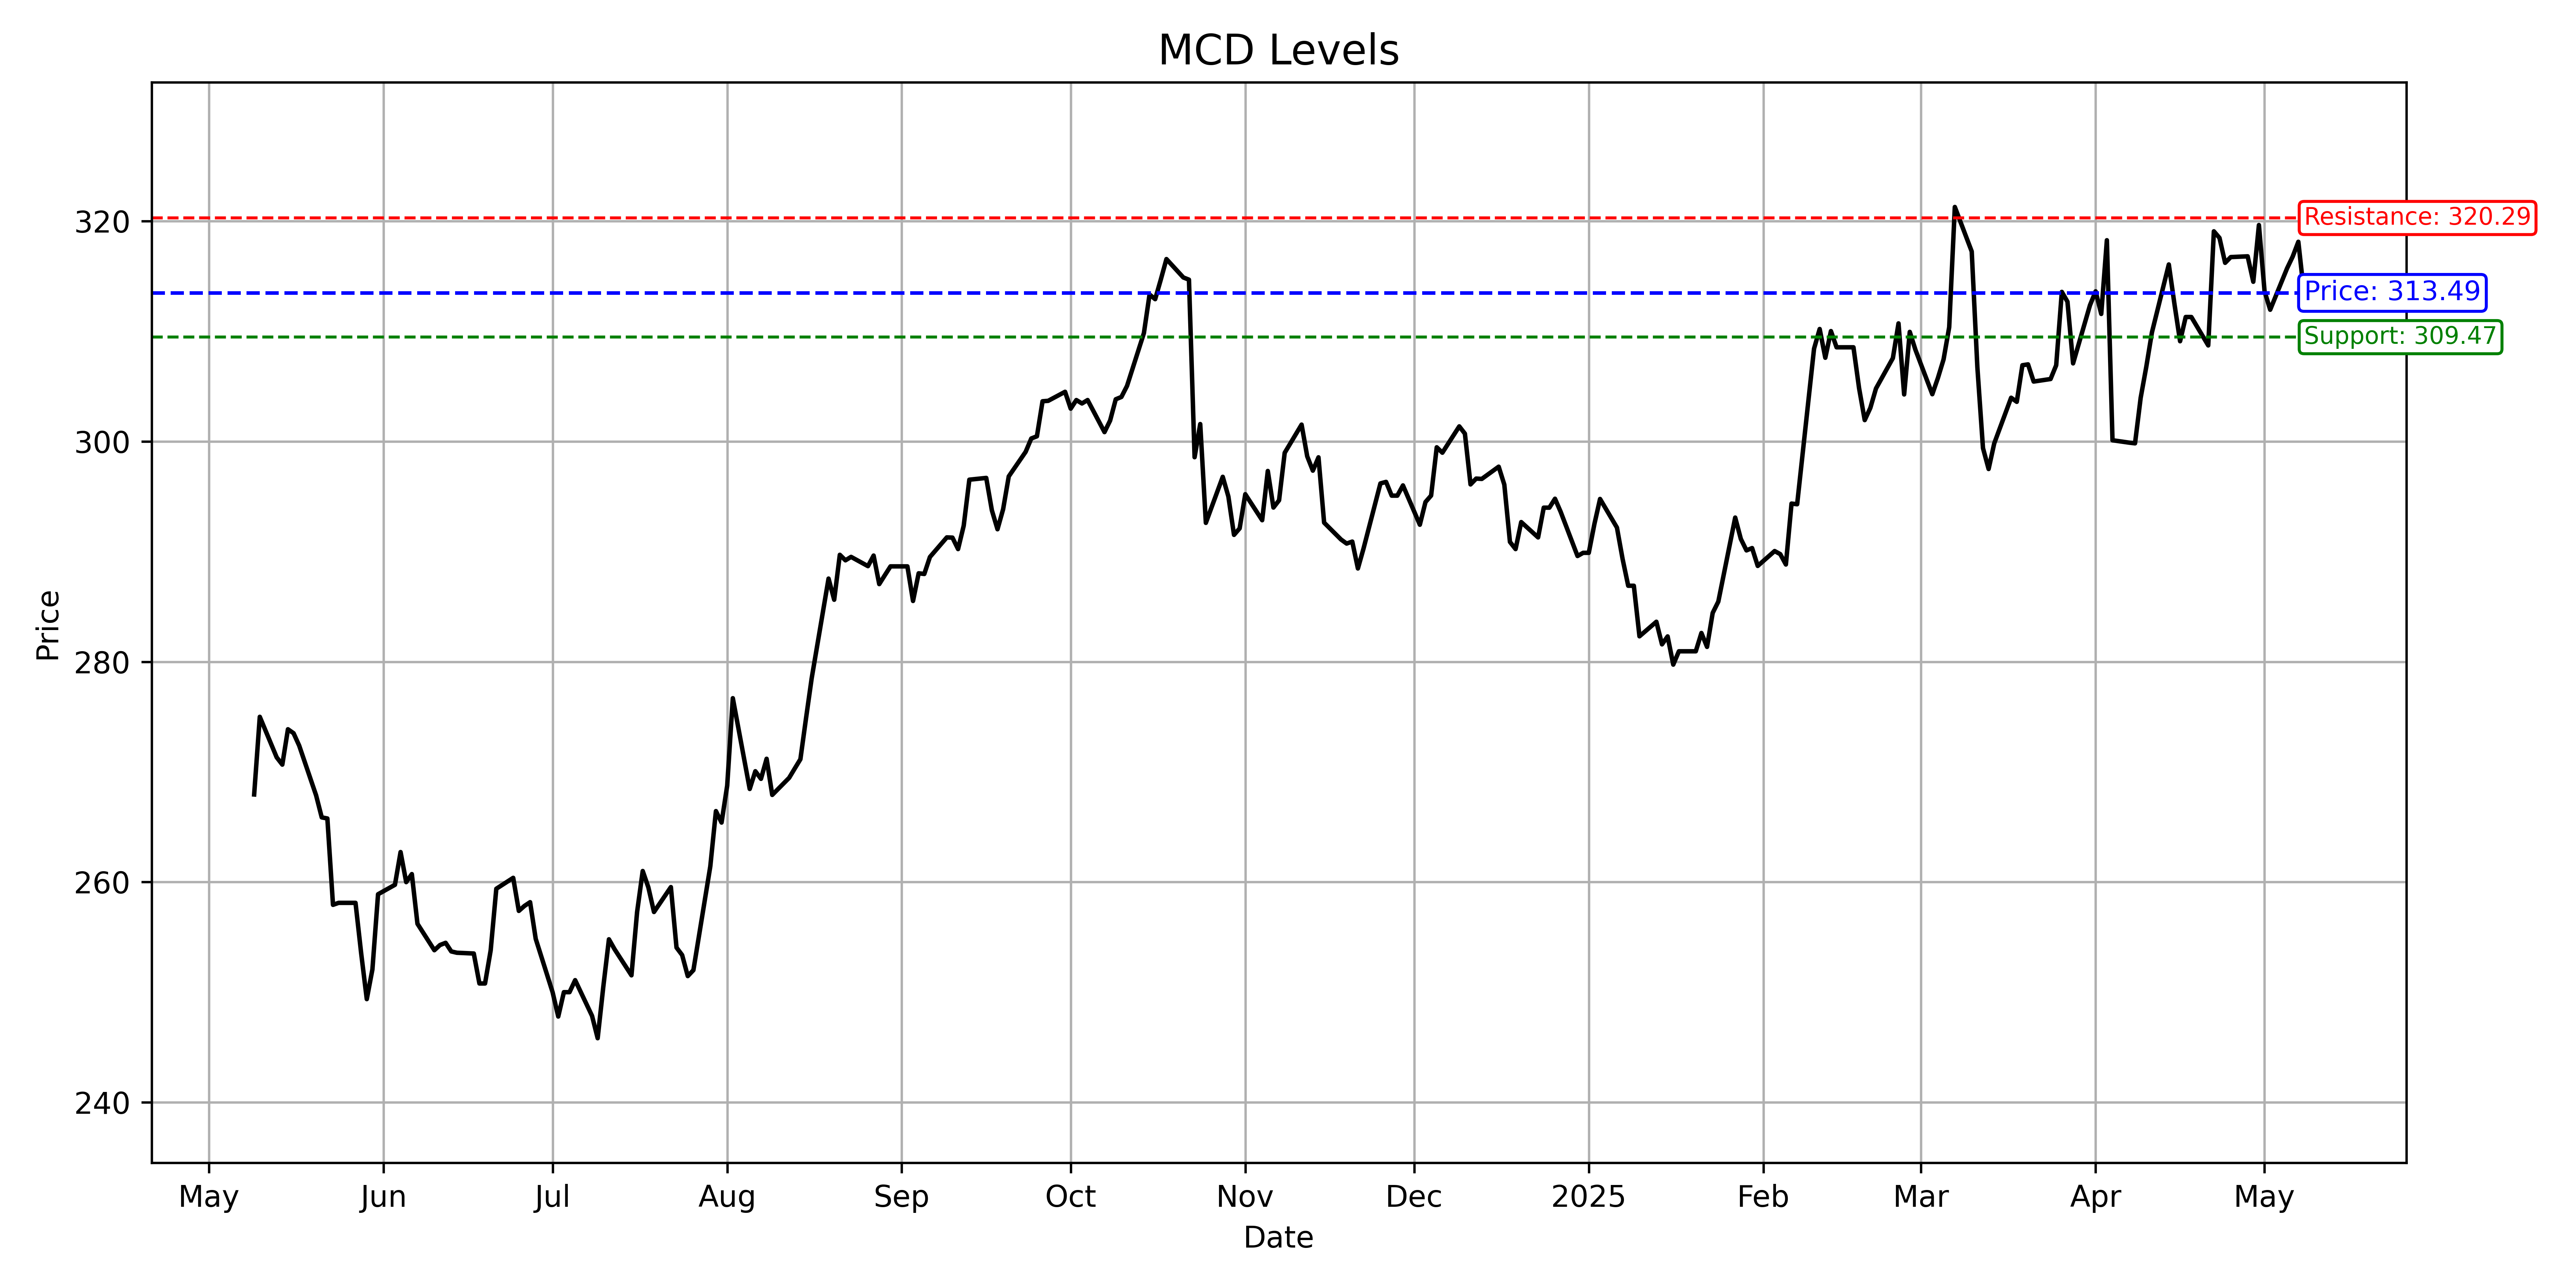 MCD Levels
Price
320
300
280
260
240
Resistance: 320.29
Price: 313.49
Support: 309.47
May
Jun
Jul
Aug
Sep
Oct
Nov
Dec
2025
Feb
Mar
Apr
May
Date